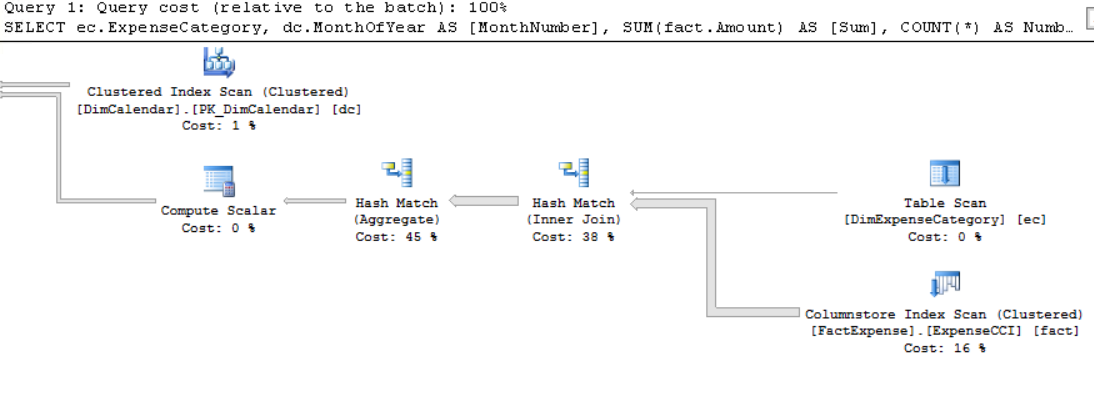 Query 1: Query cost (relative to the batch): 100%
SELECT ec.ExpenseCategory, dc.MonthOfYear AS [MonthNumber], SUM(fact.Amount) AS [Sum], COUNT(*) AS Numb…
Clustered Index Scan (Clustered)
[DimCalendar].[PK_DimCalendar] [dc]
Cost: 1 %
Compute Scalar
Cost: 0 %
Hash Match
(Aggregate)
Cost: 45 %
Hash Match
(Inner Join)
Cost: 38 %
Table Scan
[DimExpenseCategory] [ec]
Cost: 0 %
Columnstore Index Scan (Clustered)
[FactExpense].[ExpenseCCI] [fact]
Cost: 16 %